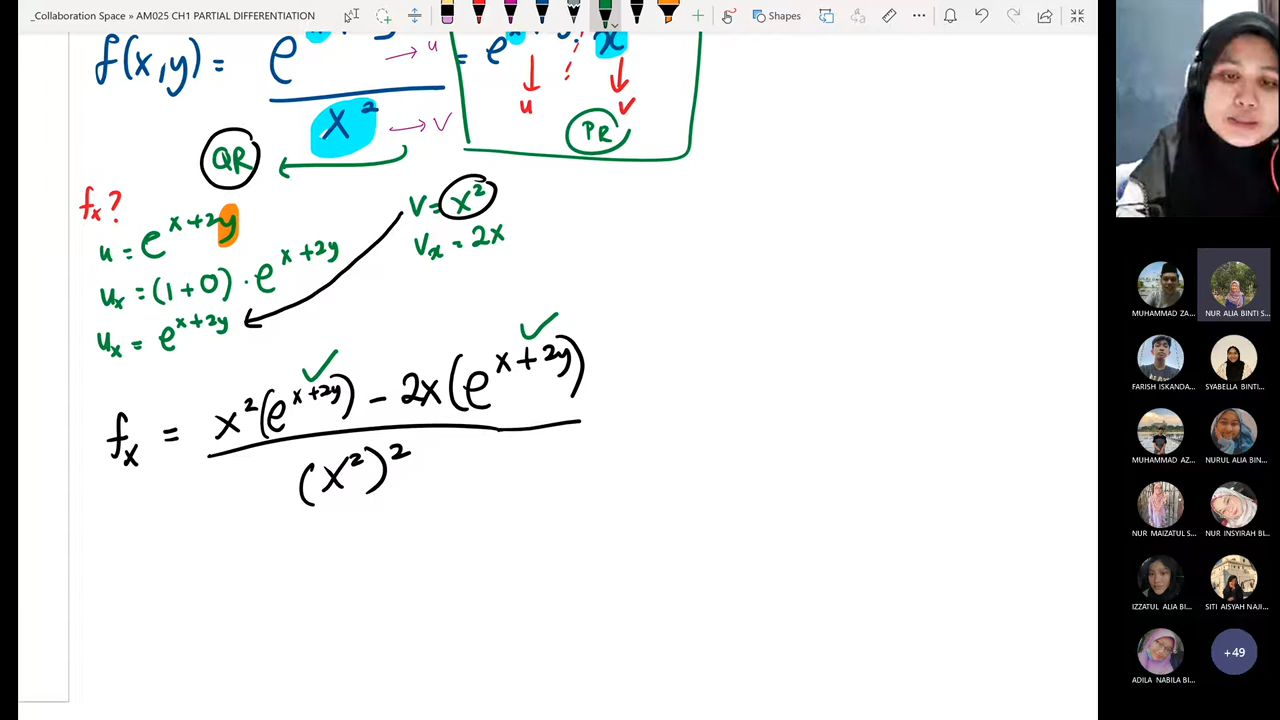 _Collaboration Space » AM025 CH1 PARTIAL DIFFERENTIATION
Shapes
f(x,y) = e → u = e x
x² → v
u v
QR PR
fx?
u = e^(x+2y) v = x²
ux = (1+0) · e^(x+2y) vx = 2x
ux = e^(x+2y)
fx = x²(e^(x+2y)) - 2x(e^(x+2y))
(x²)²
MUHAMMAD ZA... NUR ALIA BINTI S...
FARISH ISKANDA... SYABELLA BINTI...
MUHAMMAD AZ... NURUL ALIA BIN...
NUR MAIZATUL S... NUR INSYIRAH BI...
IZZATUL ALIA BI... SITI AISYAH NAJI...
ADILA NABILA BI... +49